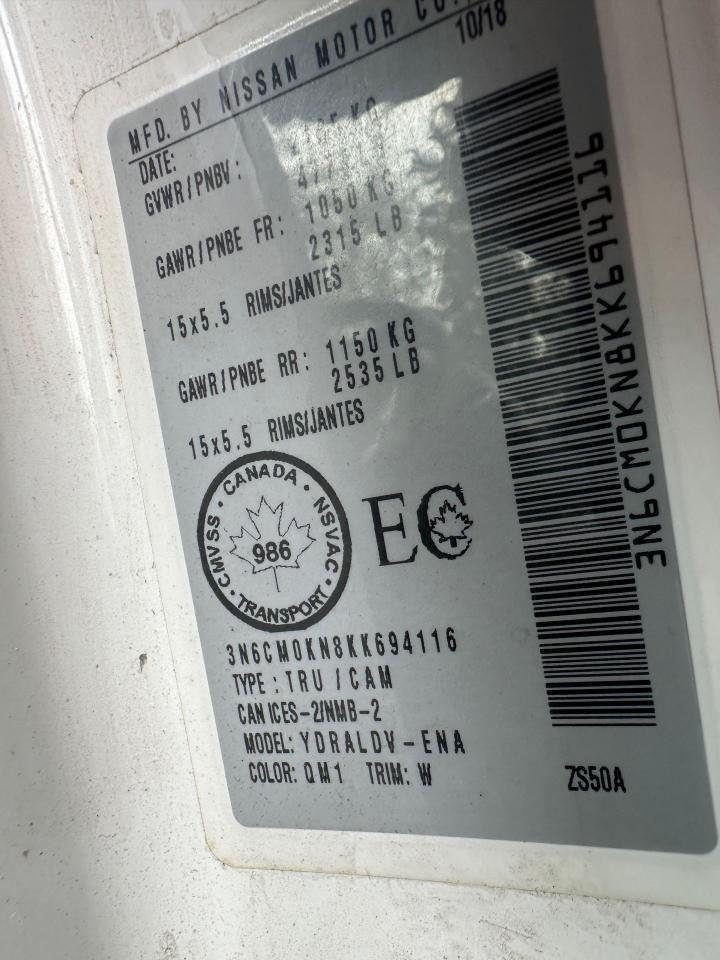 MFD. BY NISSAN MOTOR CO.
DATE: 10/18
GVWR/PNBV: KG
GAWR/PNBE FR: 1050 KG
2315 LB
15x5.5 RIMS/JANTES
GAWR/PNBE RR: 1150 KG
2535 LB
15x5.5 RIMS/JANTES
CMVSS · CANADA · NSVAC · TRANSPORT ·
986
EC
3N6CM0KN8KK694116
TYPE: TRU / CAM
CAN ICES-2/NMB-2
MODEL: YDRALDV-ENA
COLOR: QM1 TRIM: W
ZS50A
3N6CM0KN8KK694116